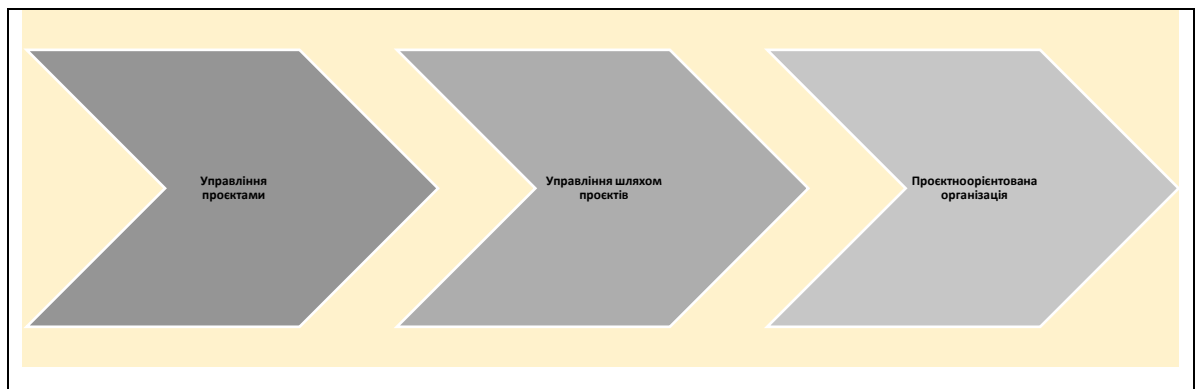 Управління
проєктами
Управління шляхом
проєктів
Проєктноорієнтована
організація